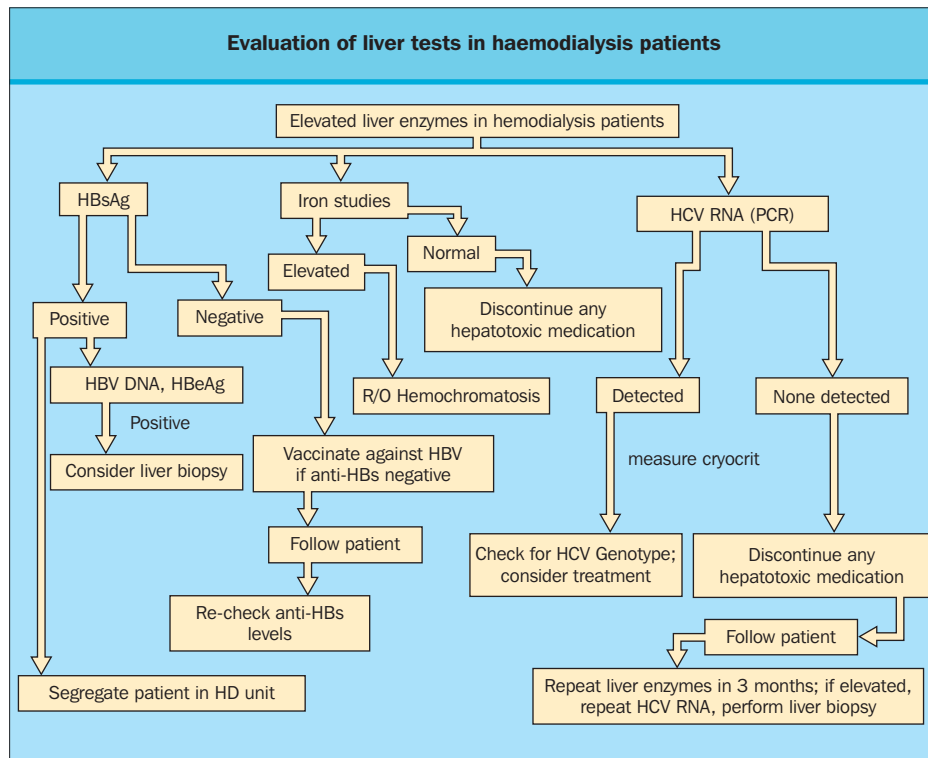 Evaluation of liver tests in haemodialysis patients
Elevated liver enzymes in hemodialysis patients
HBsAg
Iron studies
HCV RNA (PCR)
Elevated
Normal
Positive
Negative
Discontinue any
hepatotoxic medication
HBV DNA, HBeAg
R/O Hemochromatosis
Detected
None detected
Positive
Consider liver biopsy
Vaccinate against HBV
if anti-HBs negative
measure cryocrit
Follow patient
Check for HCV Genotype;
consider treatment
Discontinue any
hepatotoxic medication
Re-check anti-HBs
levels
Follow patient
Segregate patient in HD unit
Repeat liver enzymes in 3 months; if elevated,
repeat HCV RNA, perform liver biopsy